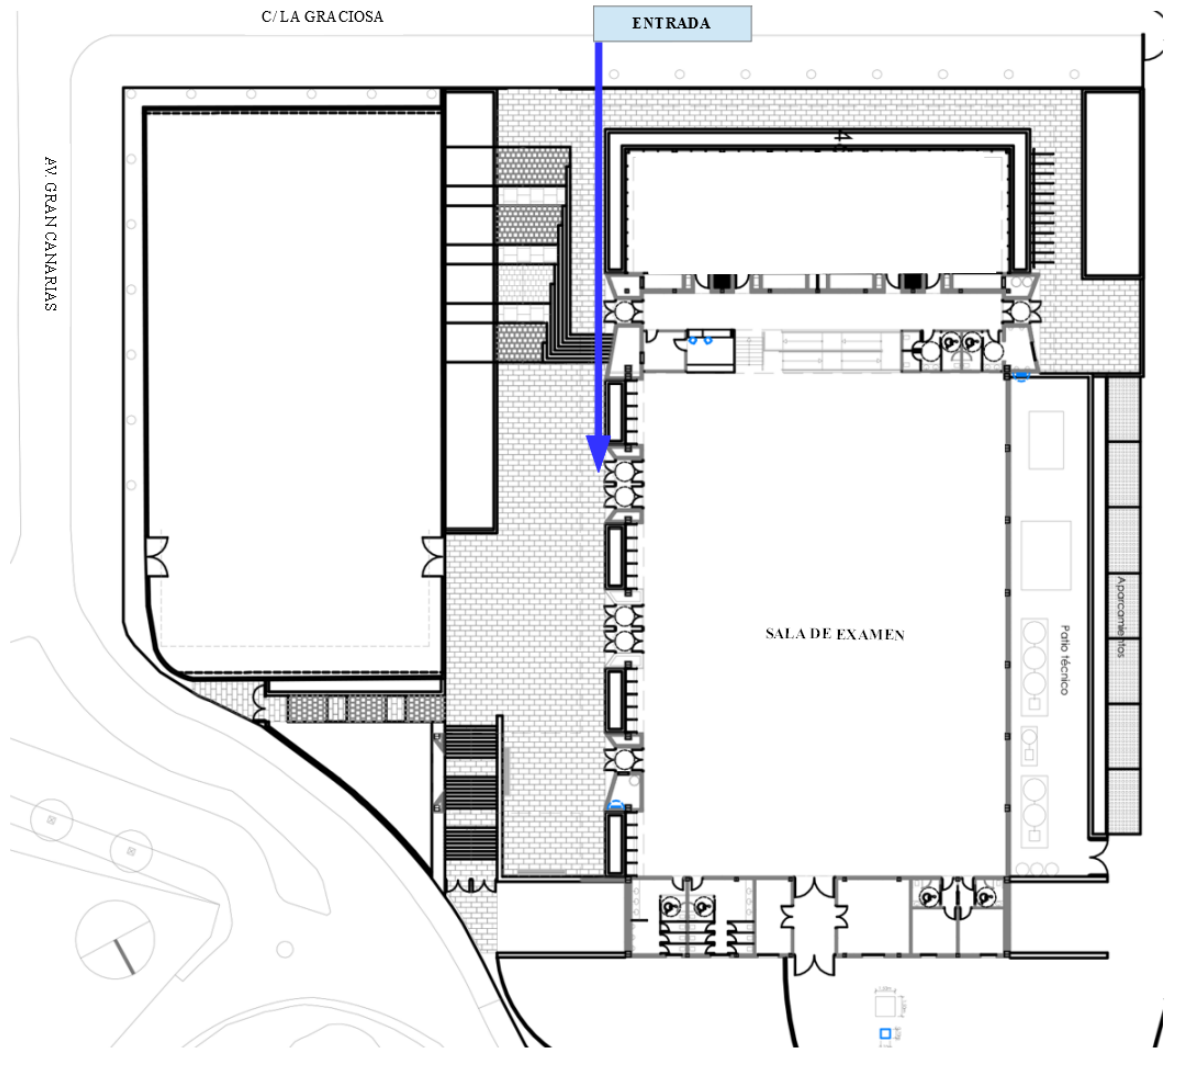 C/ LA GRACIOSA
ENTRADA
AV. GRAN CANARIAS
SALA DE EXAMEN
Patio técnico
Aparcamientos